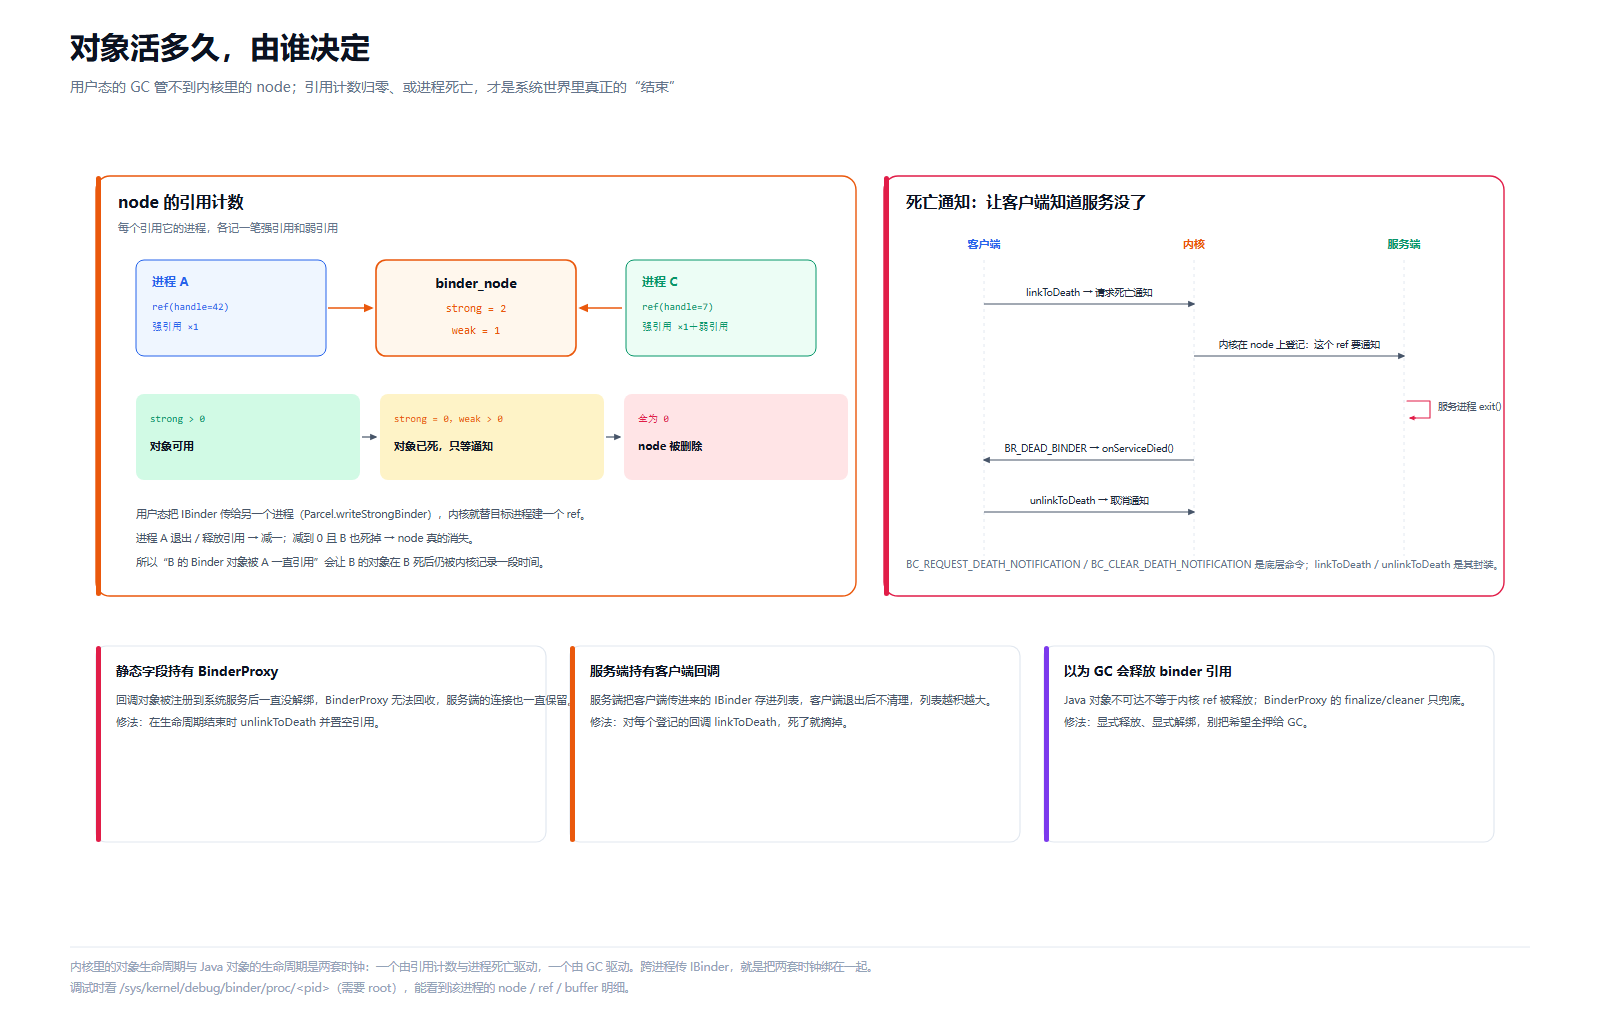 对象活多久，由谁决定
用户态的 GC 管不到内核里的 node；引用计数归零、或进程死亡，才是系统世界里真正的“结束”
node 的引用计数
每个引用它的进程，各记一笔强引用和弱引用
进程 A
ref(handle=42)
强引用 ×1
binder_node
strong = 2
weak = 1
进程 C
ref(handle=7)
强引用 ×1＋弱引用
strong > 0
对象可用
strong = 0，weak > 0
对象已死，只等通知
全为 0
node 被删除
用户态把 IBinder 传给另一个进程（Parcel.writeStrongBinder），内核就替目标进程建一个 ref。
进程 A 退出 / 释放引用 → 减一；减到 0 且 B 也死掉 → node 真的消失。
所以“B 的 Binder 对象被 A 一直引用”会让 B 的对象在 B 死后仍被内核记录一段时间。
死亡通知：让客户端知道服务没了
客户端
内核
服务端
linkToDeath → 请求死亡通知
内核在 node 上登记：这个 ref 要通知
服务进程 exit()
BR_DEAD_BINDER → onServiceDied()
unlinkToDeath → 取消通知
BC_REQUEST_DEATH_NOTIFICATION / BC_CLEAR_DEATH_NOTIFICATION 是底层命令；linkToDeath / unlinkToDeath 是其封装。
静态字段持有 BinderProxy
回调对象被注册到系统服务后一直没解绑，BinderProxy 无法回收，服务端的连接也一直保留。
修法：在生命周期结束时 unlinkToDeath 并置空引用。
服务端持有客户端回调
服务端把客户端传进来的 IBinder 存进列表，客户端退出后不清理，列表越积越大。
修法：对每个登记的回调 linkToDeath，死了就摘掉。
以为 GC 会释放 binder 引用
Java 对象不可达不等于内核 ref 被释放；BinderProxy 的 finalize/cleaner 只兜底。
修法：显式释放、显式解绑，别把希望全押给 GC。
内核里的对象生命周期与 Java 对象的生命周期是两套时钟：一个由引用计数与进程死亡驱动，一个由 GC 驱动。跨进程传 IBinder，就是把两套时钟绑在一起。
调试时看 /sys/kernel/debug/binder/proc/<pid>（需要 root），能看到该进程的 node / ref / buffer 明细。